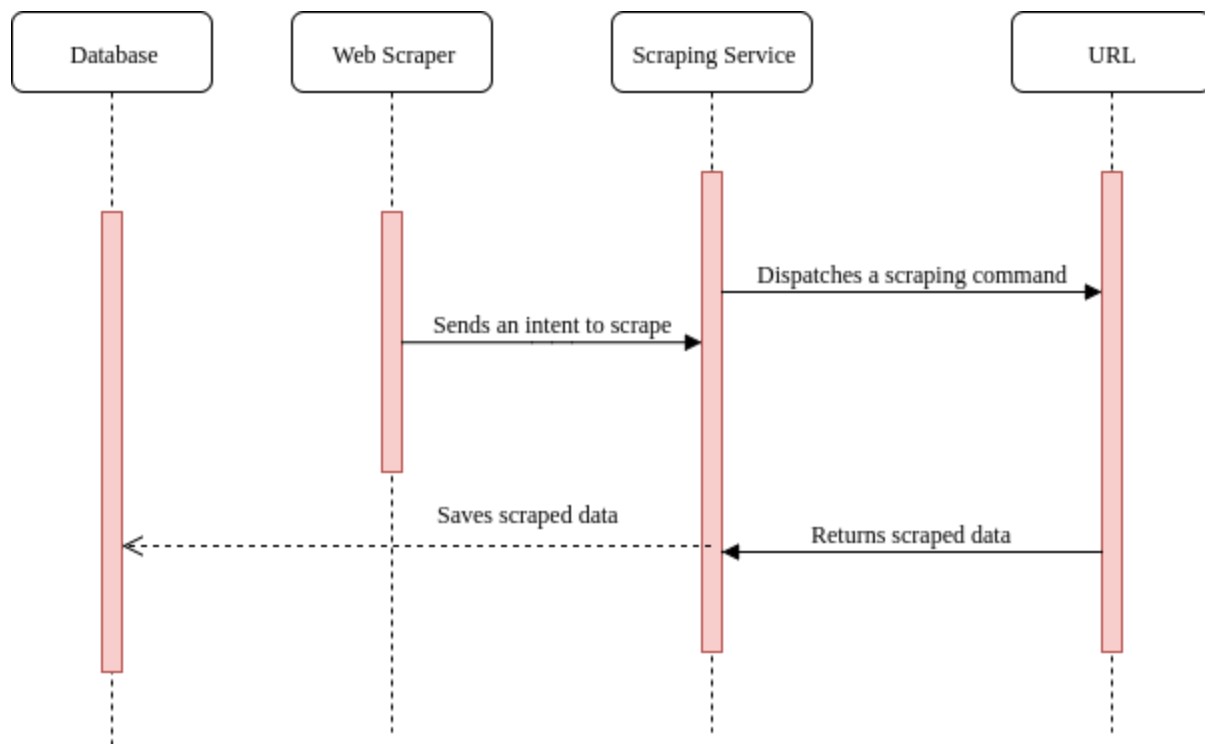 Database
Web Scraper
Scraping Service
URL
Dispatches a scraping command
Sends an intent to scrape
Saves scraped data
Returns scraped data